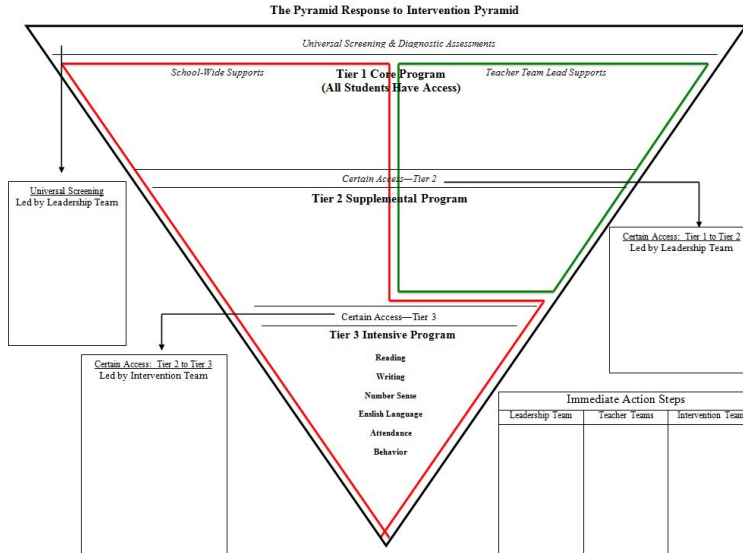 The Pyramid Response to Intervention Pyramid
Universal Screening & Diagnostic Assessments
School-Wide Supports
Tier 1 Core Program
Teacher Team Lead Supports
(All Students Have Access)
Certain Access—Tier 2
Tier 2 Supplemental Program
Universal Screening
Led by Leadership Team
Certain Access: Tier 1 to Tier 2
Led by Leadership Team
Certain Access—Tier 3
Tier 3 Intensive Program
Reading
Writing
Number Sense
Enslish Language
Attendance
Behavior
Certain Access: Tier 2 to Tier 3
Led by Intervention Team
Immediate Action Steps
Leadership Team
Teacher Teams
Intervention Team